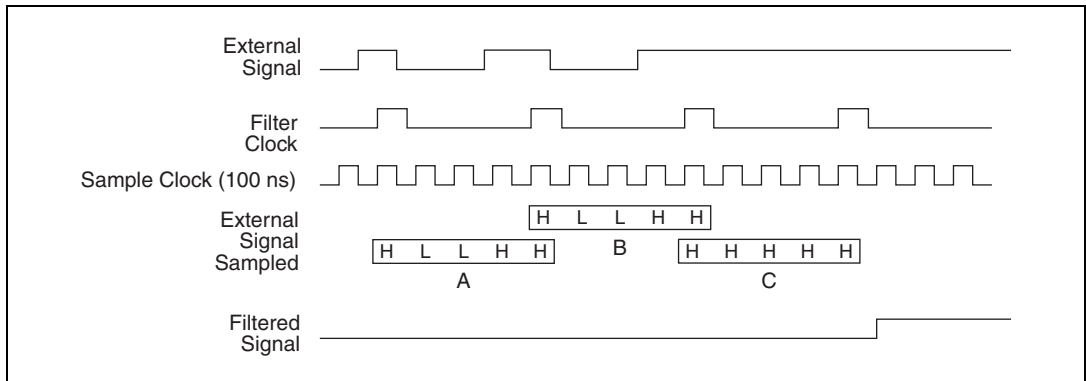 External
Signal
Filter
Clock
Sample Clock (100 ns)
External
Signal
Sampled
H L L H H
B
H L L H H
A
H H H H H
C
Filtered
Signal